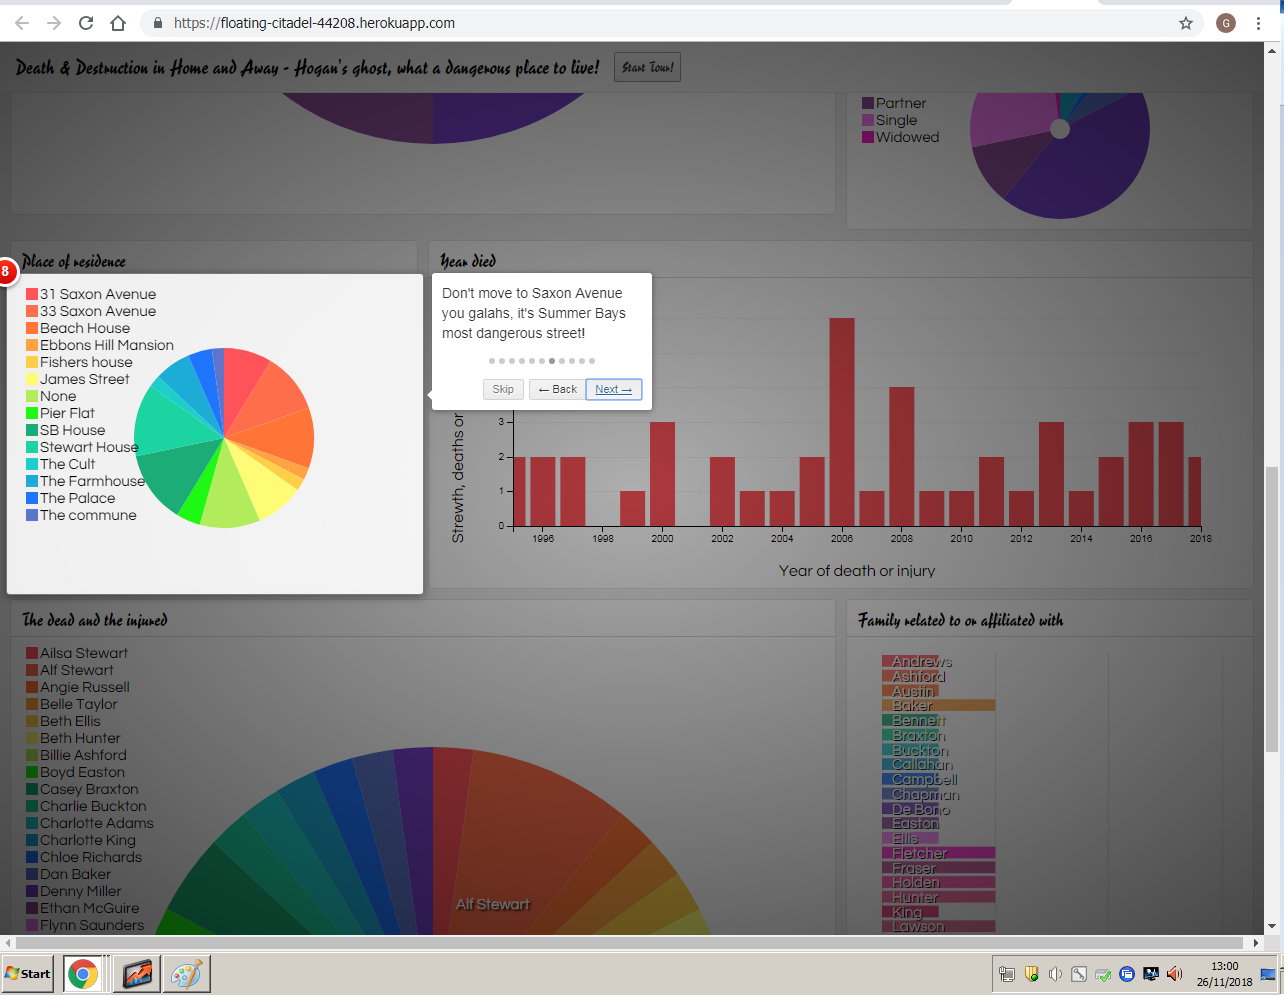 https://floating-citadel-44208.herokuapp.com
G
Death & Destruction in Home and Away - Hogan's ghost, what a dangerous place to live!
Start Tour!
Partner
Single
Widowed
Place of residence
8
31 Saxon Avenue
33 Saxon Avenue
Beach House
Ebbons Hill Mansion
Fishers house
James Street
None
Pier Flat
SB House
Stewart House
The Cult
The Farmhouse
The Palace
The commune
Year died
Don't move to Saxon Avenue
you galahs, it's Summer Bays
most dangerous street!
Skip
← Back
Next →
Strewth, deaths or
3
2
1
0
1996 1998 2000 2002 2004 2006 2008 2010 2012 2014 2016 2018
Year of death or injury
The dead and the injured
Ailsa Stewart
Alf Stewart
Angie Russell
Belle Taylor
Beth Ellis
Beth Hunter
Billie Ashford
Boyd Easton
Casey Braxton
Charlie Buckton
Charlotte Adams
Charlotte King
Chloe Richards
Dan Baker
Denny Miller
Ethan McGuire
Flynn Saunders
Alf Stewart
Family related to or affiliated with
Andrews
Ashford
Austin
Baker
Bennett
Braxton
Buckton
Callahan
Campbell
Chapman
De Bono
Easton
Ellis
Fletcher
Fraser
Holden
Hunter
King
Lawson
Start
13:00
26/11/2018